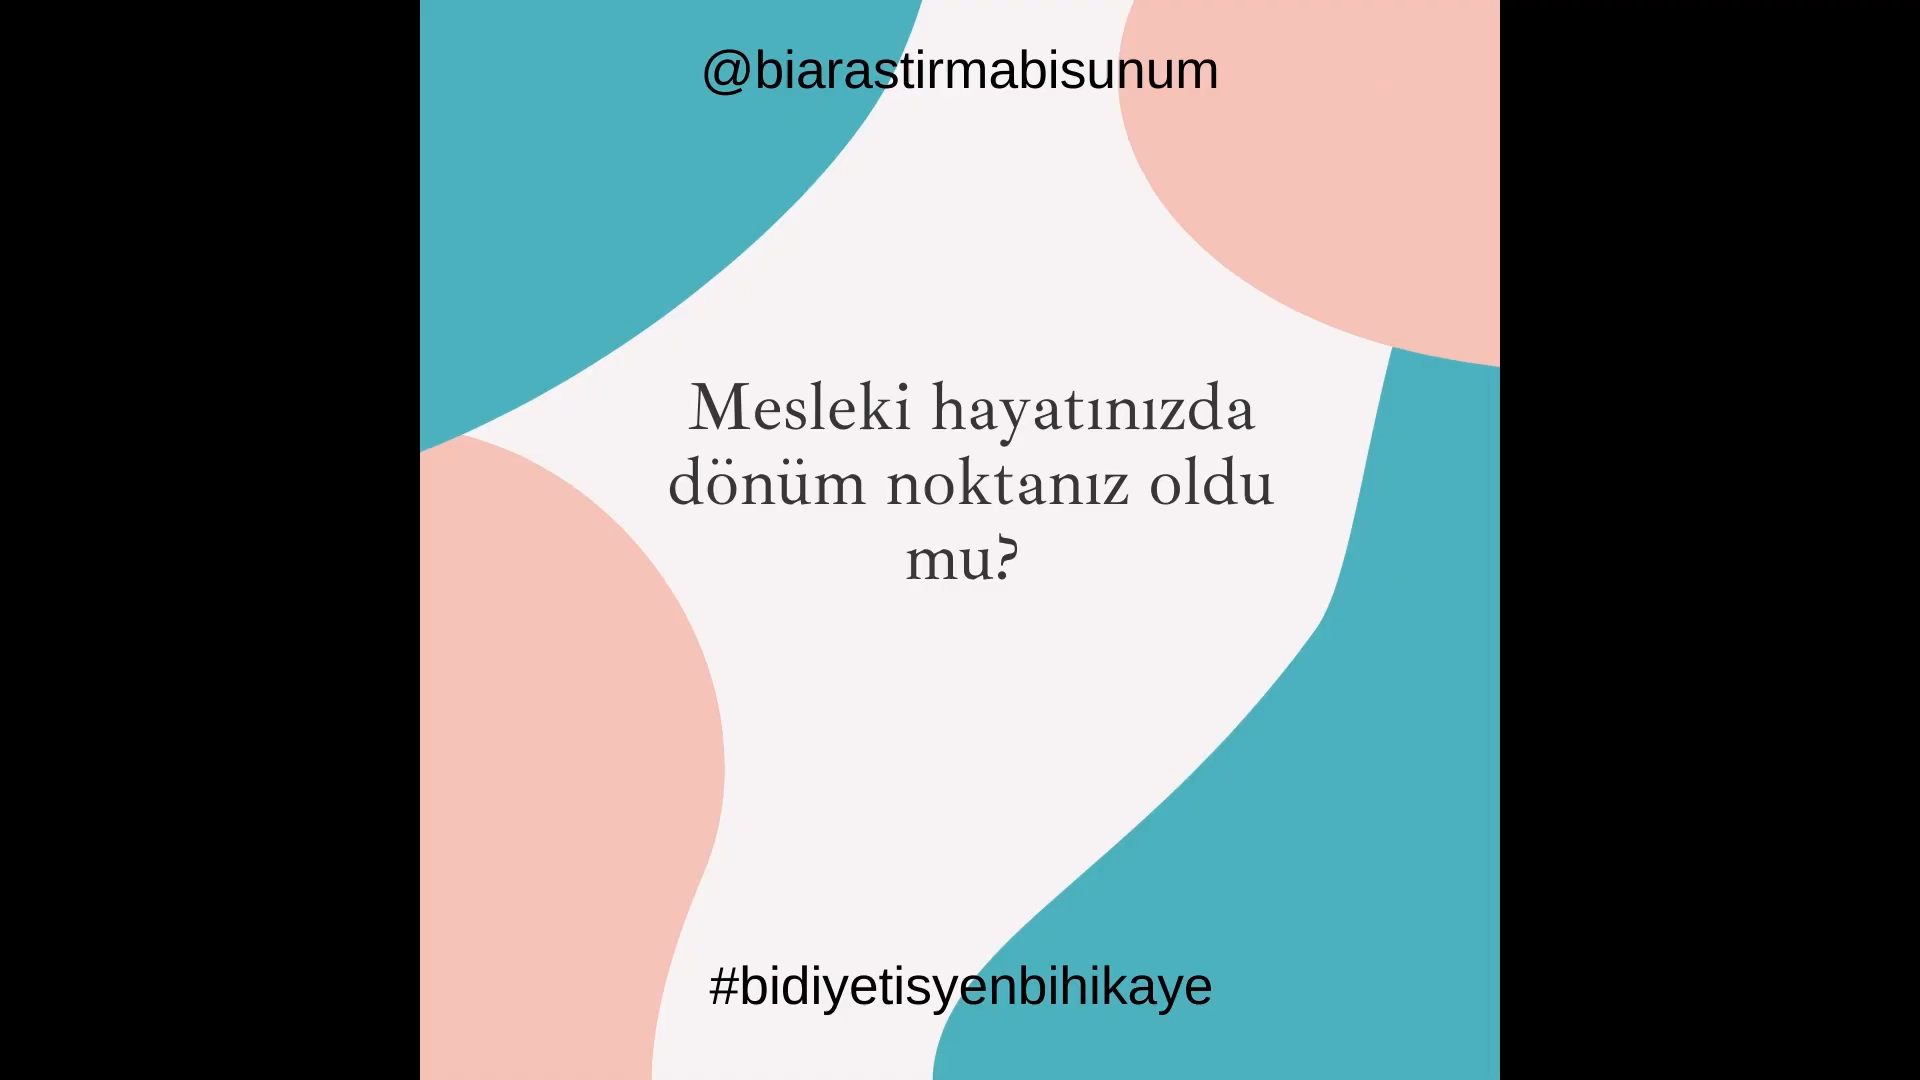 @biarastirmabisunum
Mesleki hayatınızda
dönüm noktanız oldu
mu?
#bidiyetisyenbihikaye